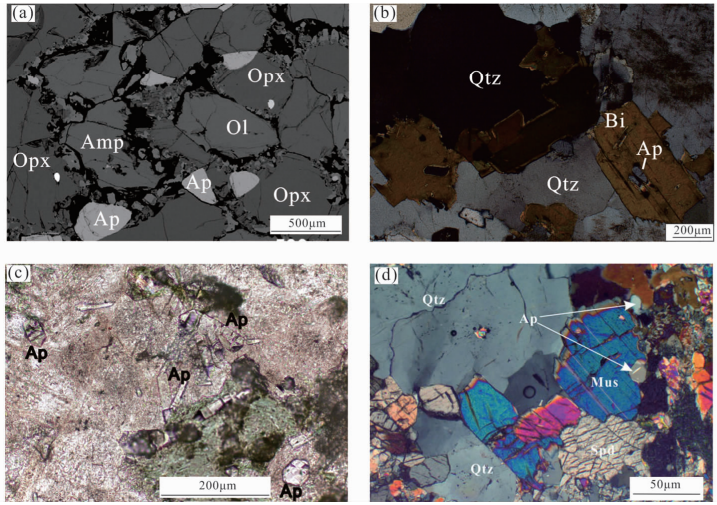 (a)
Opx
Ol
Amp
Opx
Ap
Opx
Ap
500μm
(b)
Qtz
Bi
Ap
Qtz
200μm
(c)
Ap
Ap
Ap
Ap
200μm
(d)
Qtz
Ap
Mus
Spd
Qtz
50μm